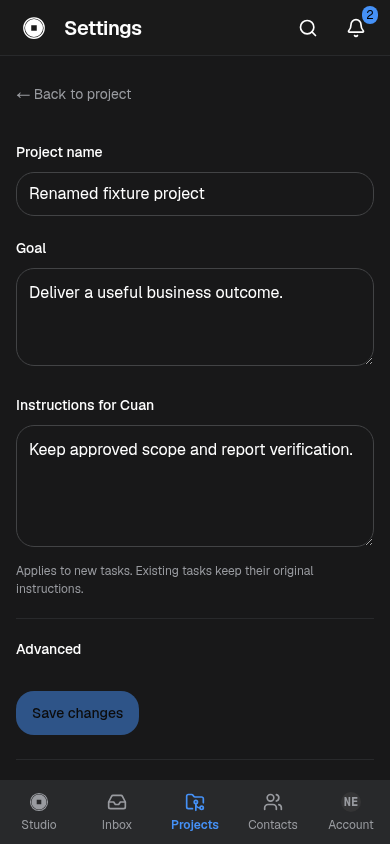 Settings
2
← Back to project
Project name
Renamed fixture project
Goal
Deliver a useful business outcome.
Instructions for Cuan
Keep approved scope and report verification.
Applies to new tasks. Existing tasks keep their original
instructions.
Advanced
Save changes
NE
Studio Inbox Projects Contacts Account